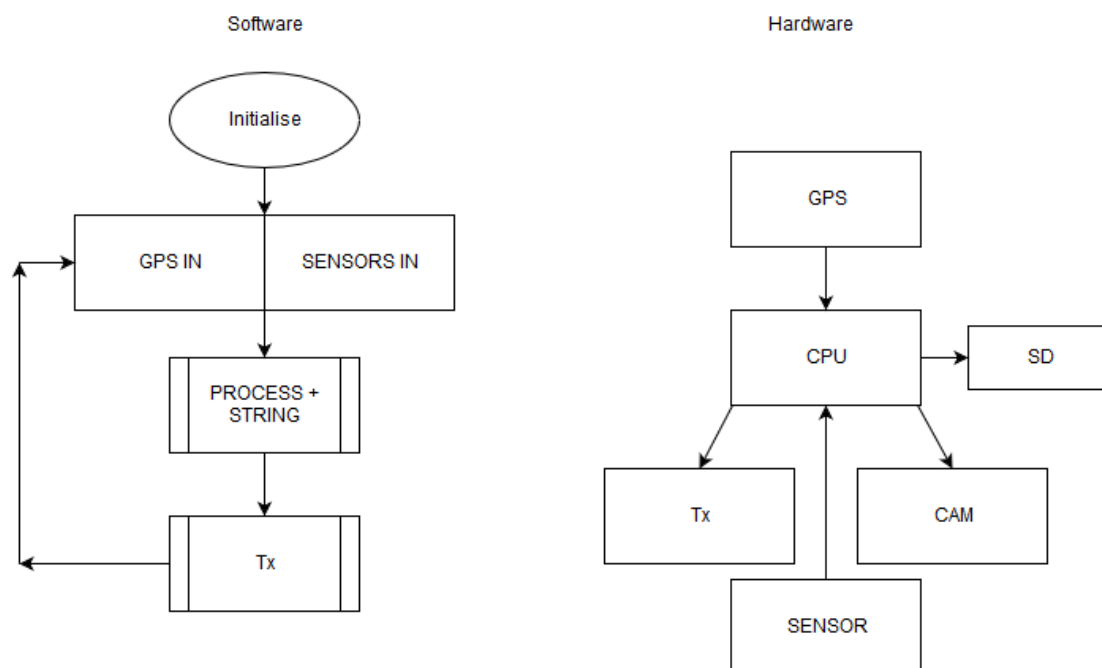 Software
Initialise
GPS IN
SENSORS IN
PROCESS +
STRING
Tx
Hardware
GPS
CPU
SD
Tx
CAM
SENSOR